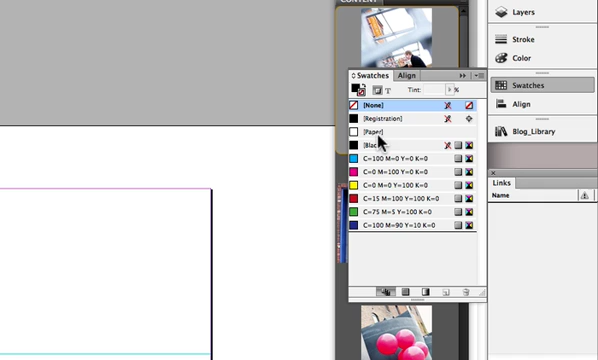 CONTENT
Layers
Stroke
Color
Swatches
Align
Blog_Library
Links
Name
Swatches Align
Tint: %
[None]
[Registration]
[Paper]
C=100 M=0 Y=0 K=0
C=0 M=100 Y=0 K=0
C=0 M=0 Y=100 K=0
C=15 M=100 Y=100 K=0
C=75 M=5 Y=100 K=0
C=100 M=90 Y=10 K=0